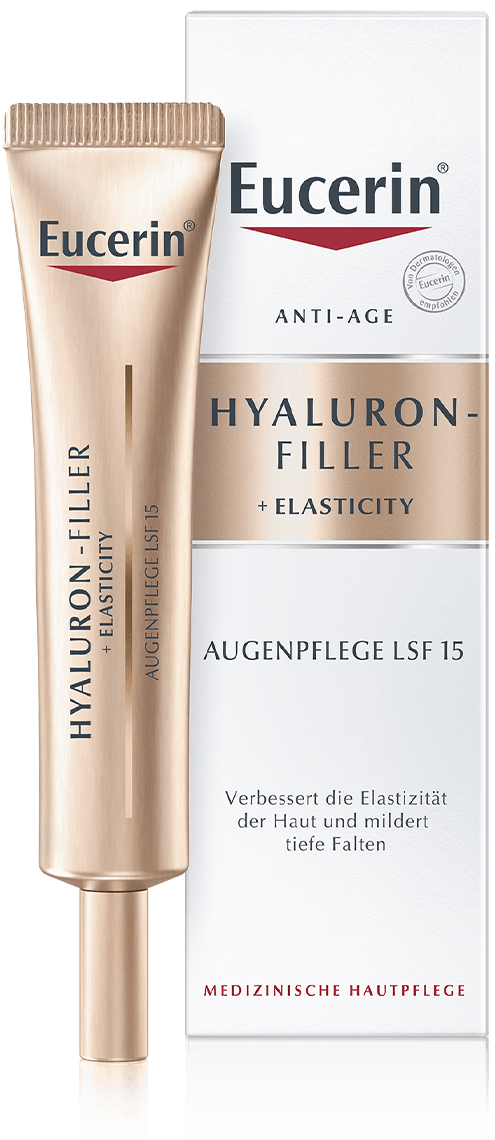 Eucerin®
HYALURON-FILLER
+ ELASTICITY
AUGENPFLEGE LSF 15
Eucerin®
Von Dermatologen
Eucerin
empfohlen
ANTI-AGE
HYALURON-
FILLER
+ ELASTICITY
AUGENPFLEGE LSF 15
Verbessert die Elastizität
der Haut und mildert
tiefe Falten
MEDIZINISCHE HAUTPFLEGE